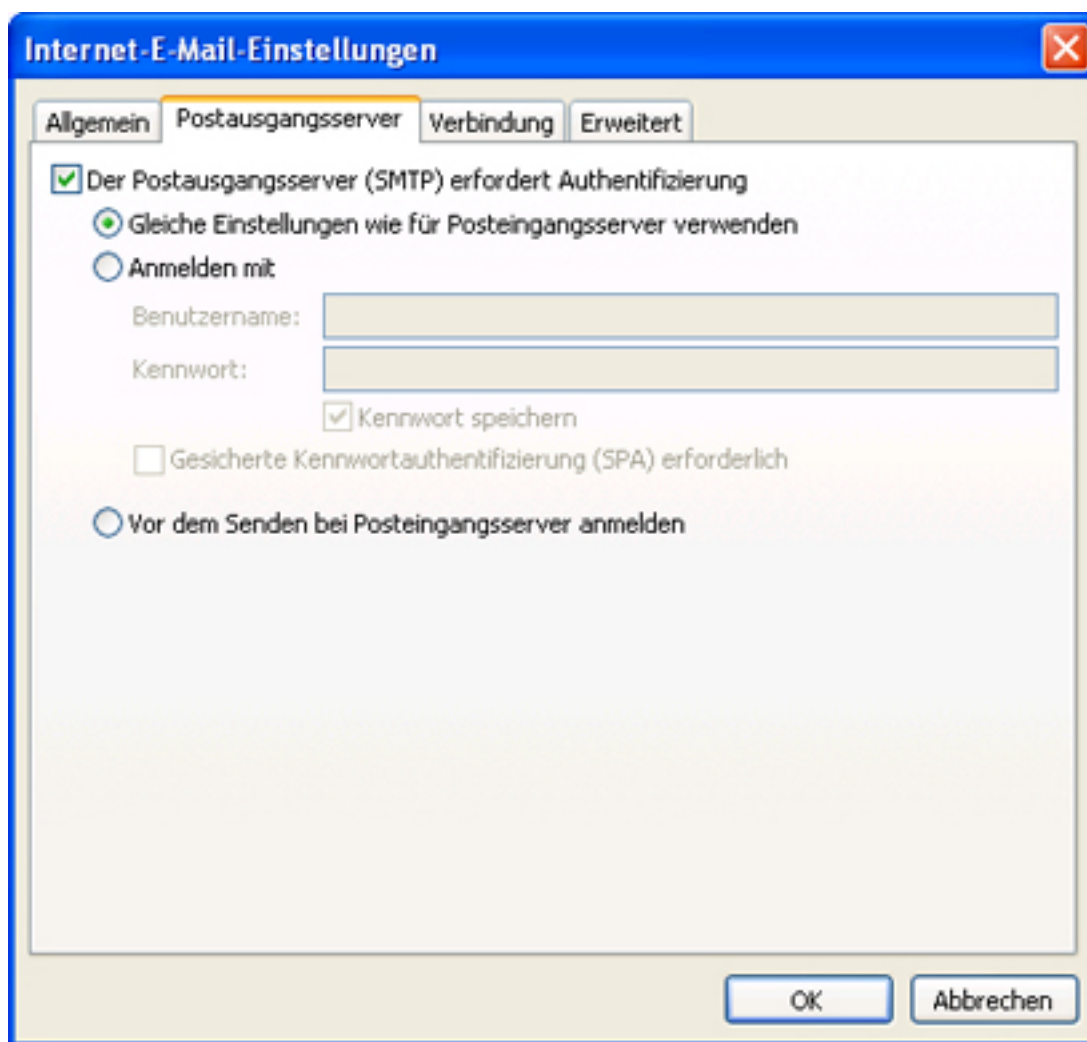 Internet-E-Mail-Einstellungen
Allgemein Postausgangsserver Verbindung Erweitert
Der Postausgangsserver (SMTP) erfordert Authentifizierung
Gleiche Einstellungen wie für Posteingangsserver verwenden
Anmelden mit
Benutzername:
Kennwort:
Kennwort speichern
Gesicherte Kennwortauthentifizierung (SPA) erforderlich
Vor dem Senden bei Posteingangsserver anmelden
OK Abbrechen